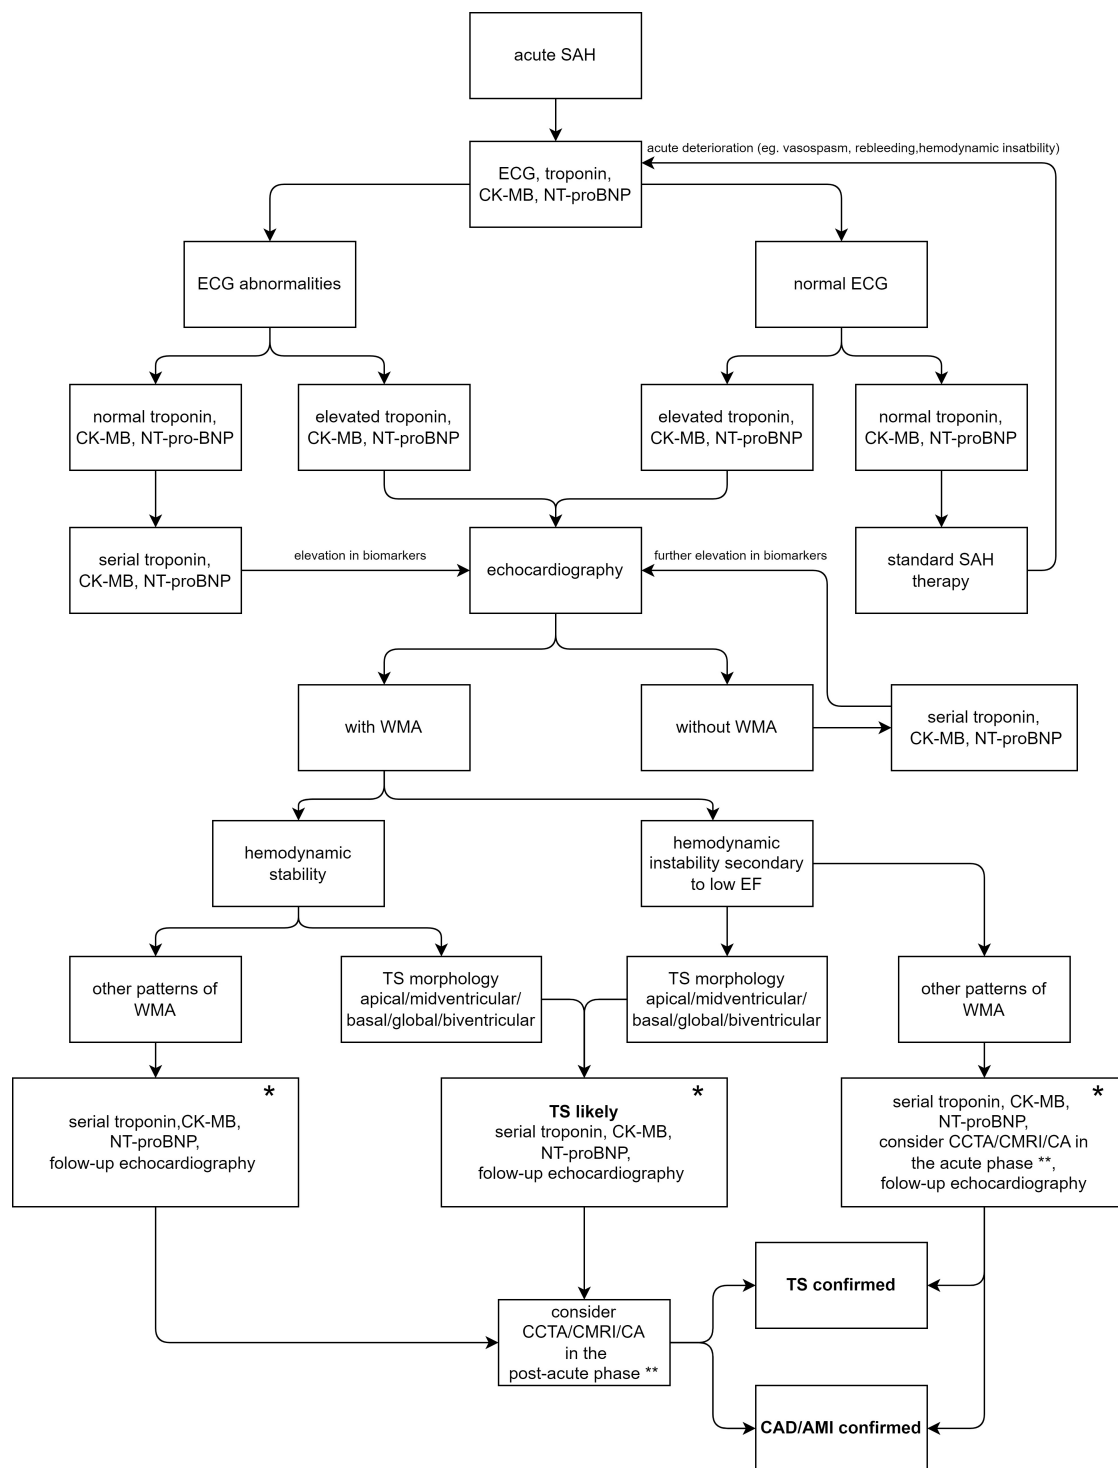 acute SAH
acute deterioration (eg. vasospasm, rebleeding,hemodynamic insatbility)
ECG, troponin,
CK-MB, NT-proBNP
ECG abnormalities
normal ECG
normal troponin,
CK-MB, NT-pro-BNP
elevated troponin,
CK-MB, NT-proBNP
elevated troponin,
CK-MB, NT-proBNP
normal troponin,
CK-MB, NT-proBNP
serial troponin,
CK-MB, NT-proBNP
elevation in biomarkers
echocardiography
further elevation in biomarkers
standard SAH
therapy
with WMA
without WMA
serial troponin,
CK-MB, NT-proBNP
hemodynamic
stability
hemodynamic
instability secondary
to low EF
other patterns of
WMA
TS morphology
apical/midventricular/
basal/global/biventricular
TS morphology
apical/midventricular/
basal/global/biventricular
other patterns of
WMA
*
serial troponin,CK-MB,
NT-proBNP,
folow-up echocardiography
*
TS likely
serial troponin, CK-MB,
NT-proBNP,
folow-up echocardiography
*
serial troponin, CK-MB,
NT-proBNP,
consider CCTA/CMRI/CA in
the acute phase **,
folow-up echocardiography
TS confirmed
consider
CCTA/CMRI/CA
in the
post-acute phase **
CAD/AMI confirmed